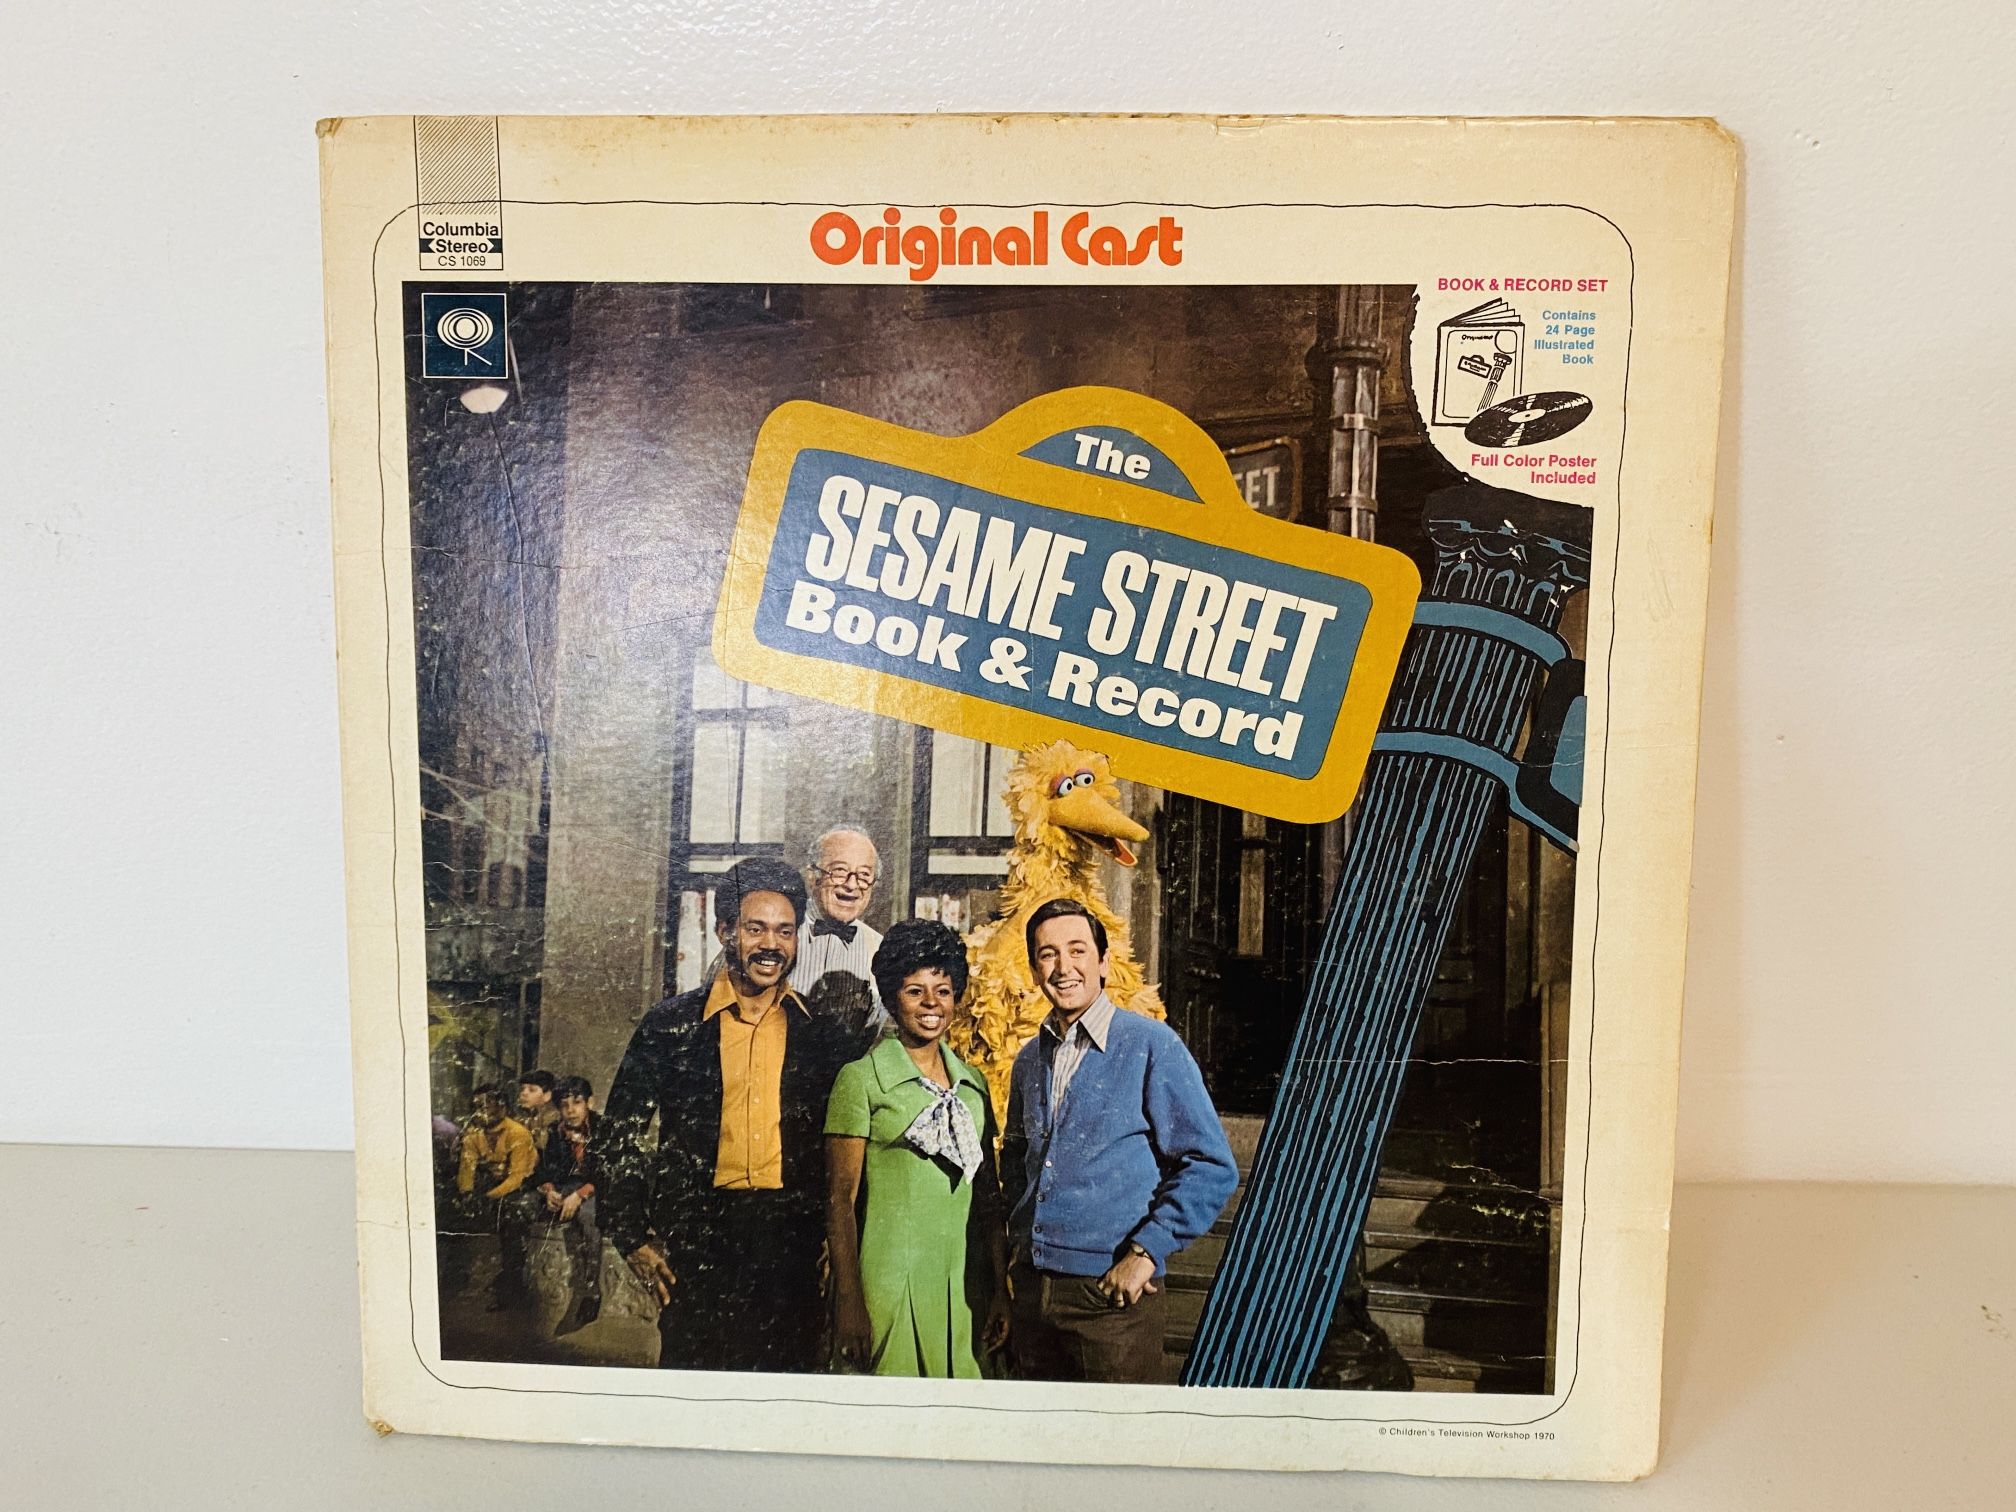 Columbia
Stereo
CS 1069
Original Cast
BOOK & RECORD SET
Contains
24 Page
Illustrated
Book
Full Color Poster
Included
The
SESAME STREET
Book & Record
© Children's Television Workshop 1970